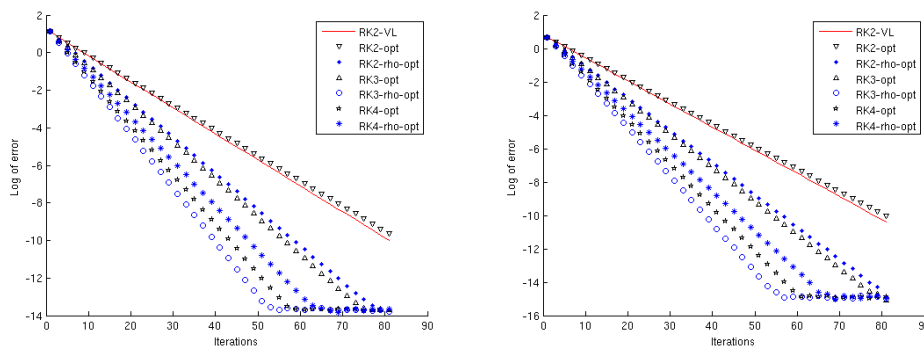 2
0
-2
-4
-6
-8
-10
-12
-14
0 10 20 30 40 50 60 70 80 90
Log of error
Iterations
RK2-VL
RK2-opt
RK2-rho-opt
RK3-opt
RK3-rho-opt
RK4-opt
RK4-rho-opt
2
0
-2
-4
-6
-8
-10
-12
-14
-16
0 10 20 30 40 50 60 70 80 9
Log of error
Iterations
RK2-VL
RK2-opt
RK2-rho-opt
RK3-opt
RK3-rho-opt
RK4-opt
RK4-rho-opt